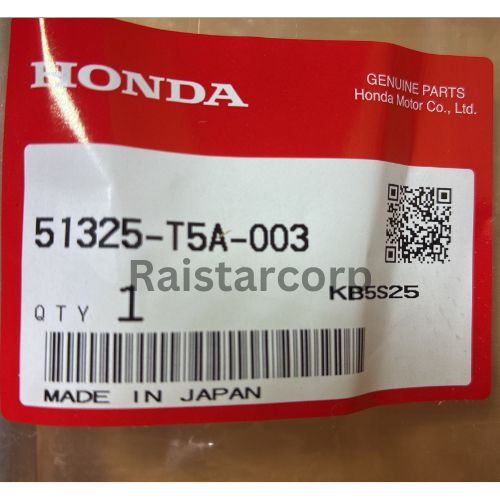 HONDA
GENUINE PARTS
Honda Motor Co., Ltd.
51325-T5A-003
Raistarcorp
KB5S25
QTY 1
MADE IN JAPAN